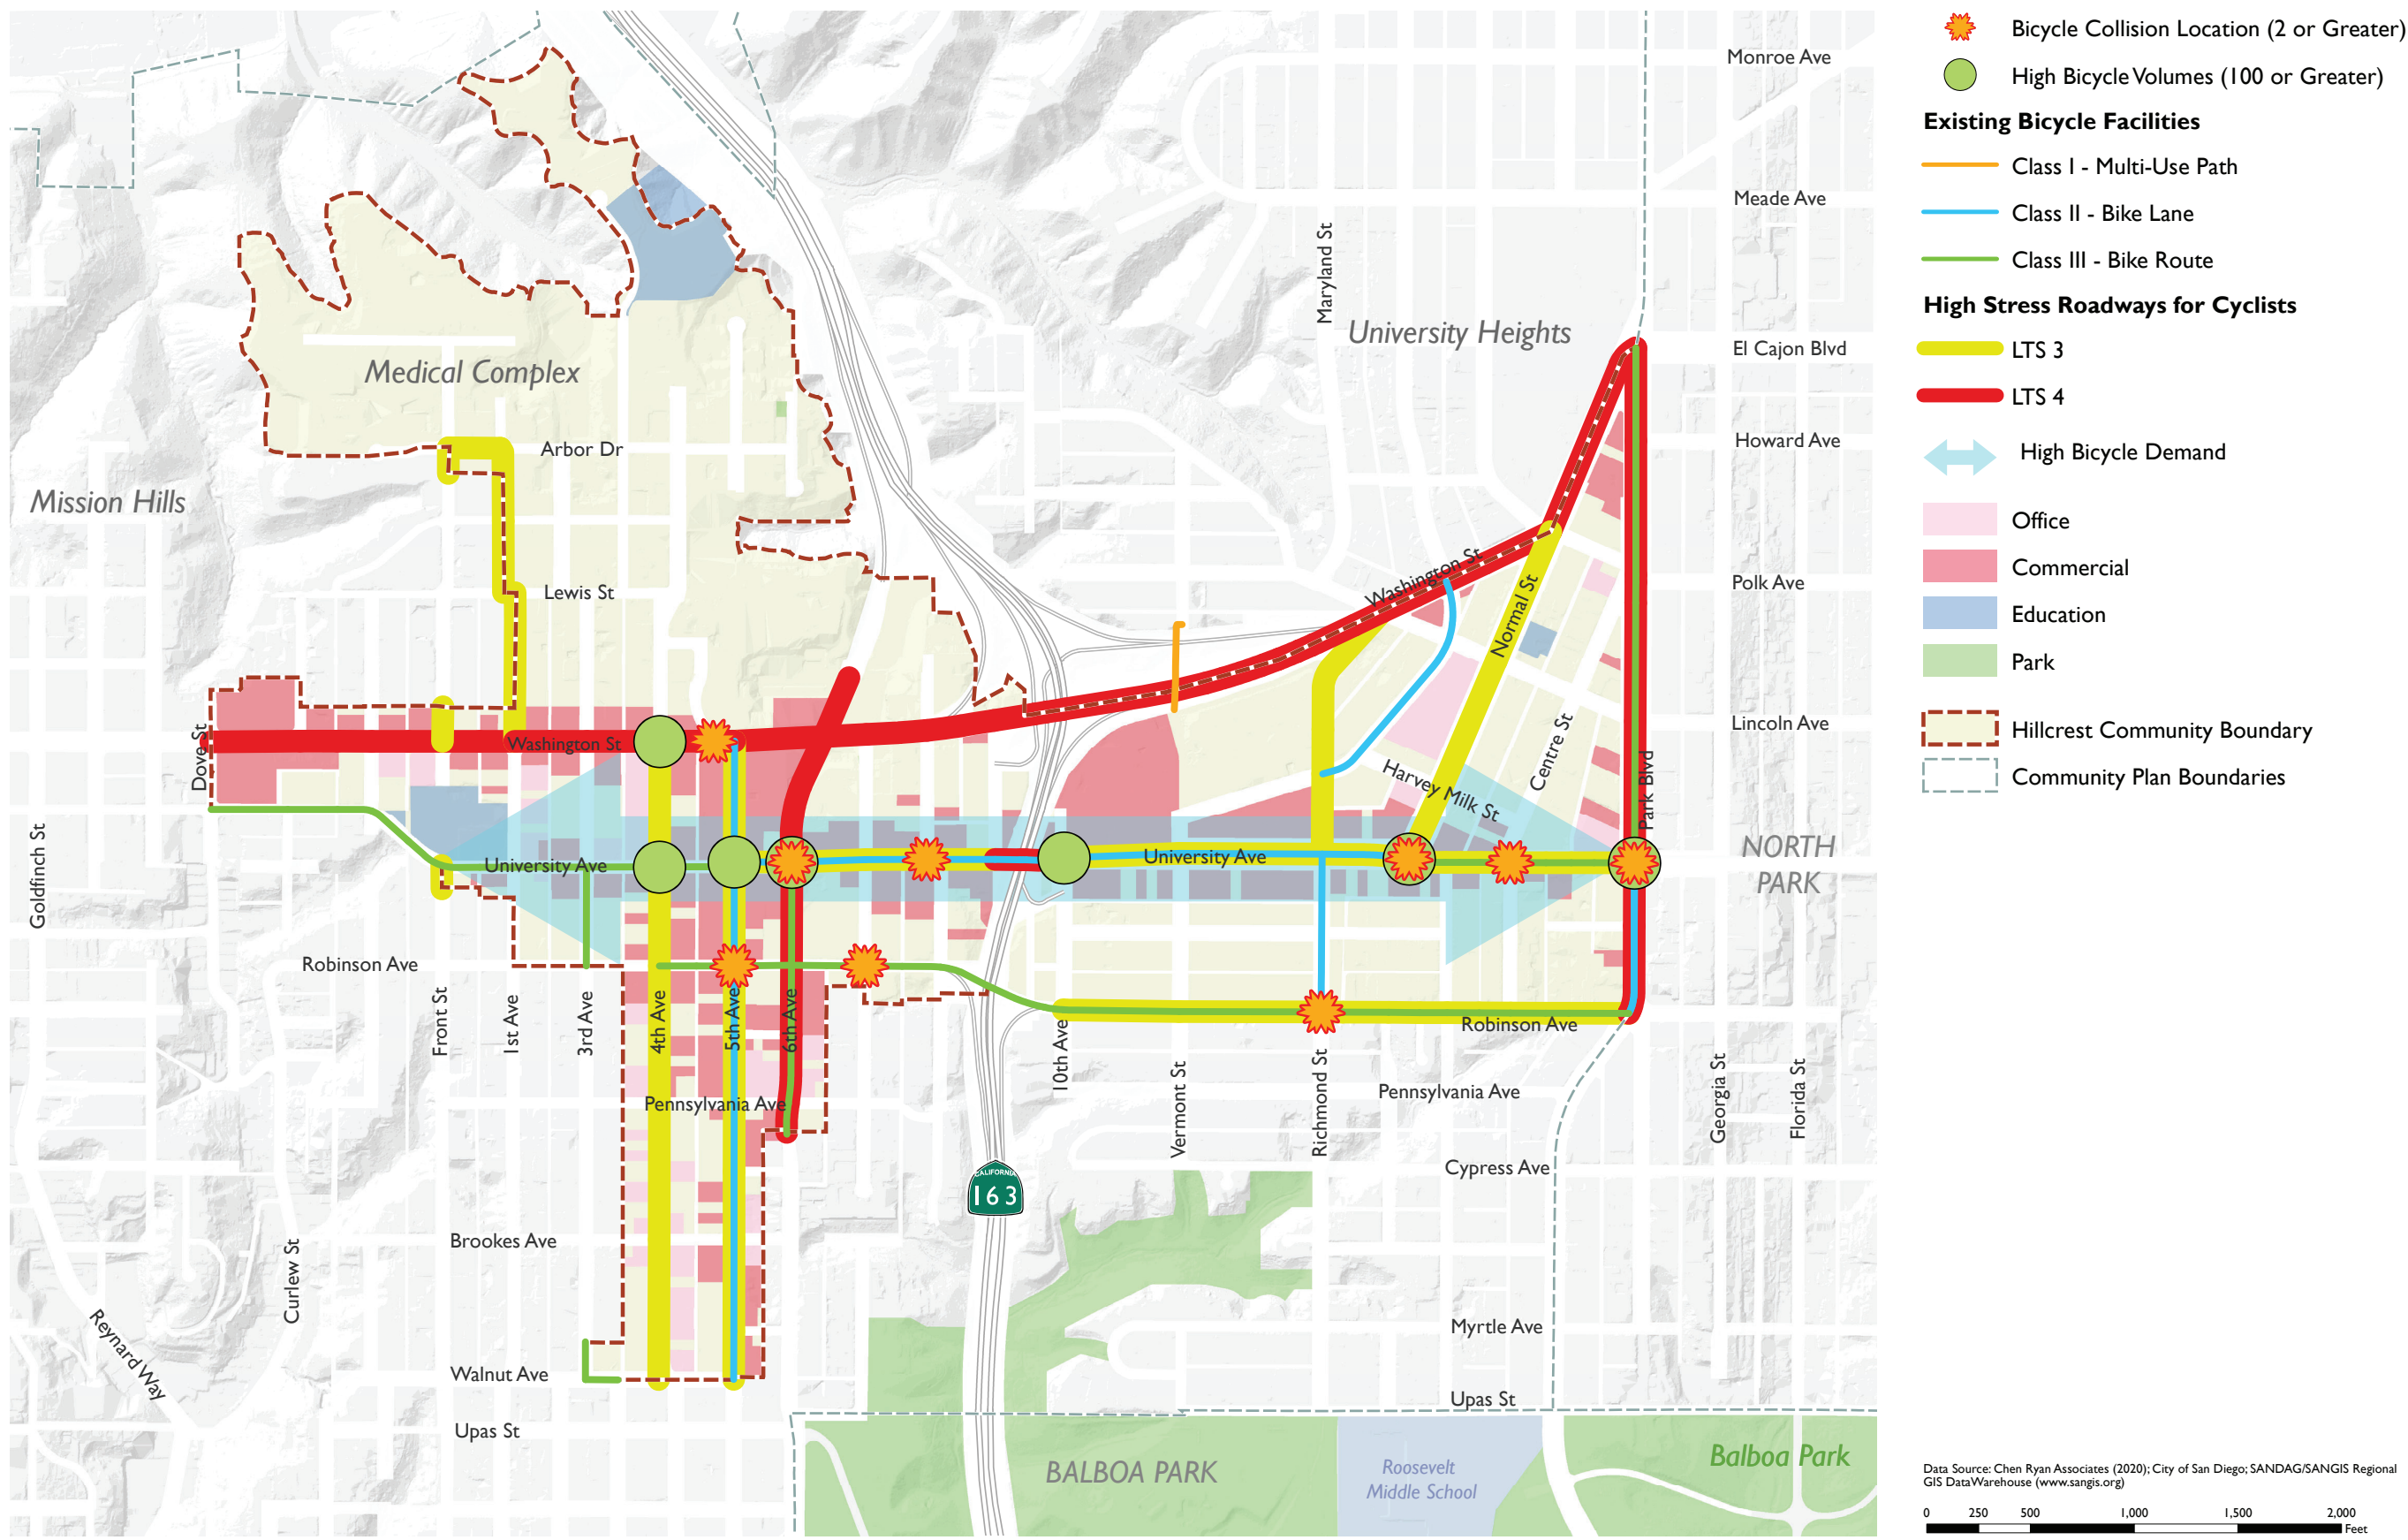 Bicycle Collision Location (2 or Greater)
High Bicycle Volumes (100 or Greater)
Existing Bicycle Facilities
Class I - Multi-Use Path
Class II - Bike Lane
Class III - Bike Route
High Stress Roadways for Cyclists
LTS 3
LTS 4
High Bicycle Demand
Office
Commercial
Education
Park
Hillcrest Community Boundary
Community Plan Boundaries
Monroe Ave
Meade Ave
Maryland St
University Heights
El Cajon Blvd
Medical Complex
Howard Ave
Arbor Dr
Mission Hills
Washington St
Polk Ave
Lewis St
Normal St
Lincoln Ave
Dove St
Washington St
Centre St
Harvey Milk St
Park Blvd
Goldfinch St
University Ave
University Ave
NORTH
PARK
Robinson Ave
Front St
1st Ave
3rd Ave
4th Ave
5th Ave
6th Ave
10th Ave
Robinson Ave
Vermont St
Richmond St
Georgia St
Florida St
Pennsylvania Ave
Pennsylvania Ave
Cypress Ave
CALIFORNIA
163
Brookes Ave
Curlew St
Reynard Way
Myrtle Ave
Walnut Ave
Upas St
Upas St
BALBOA PARK
Roosevelt
Middle School
Balboa Park
Data Source: Chen Ryan Associates (2020); City of San Diego; SANDAG/SANGIS Regional
GIS DataWarehouse (www.sangis.org)
0 250 500 1,000 1,500 2,000
Feet